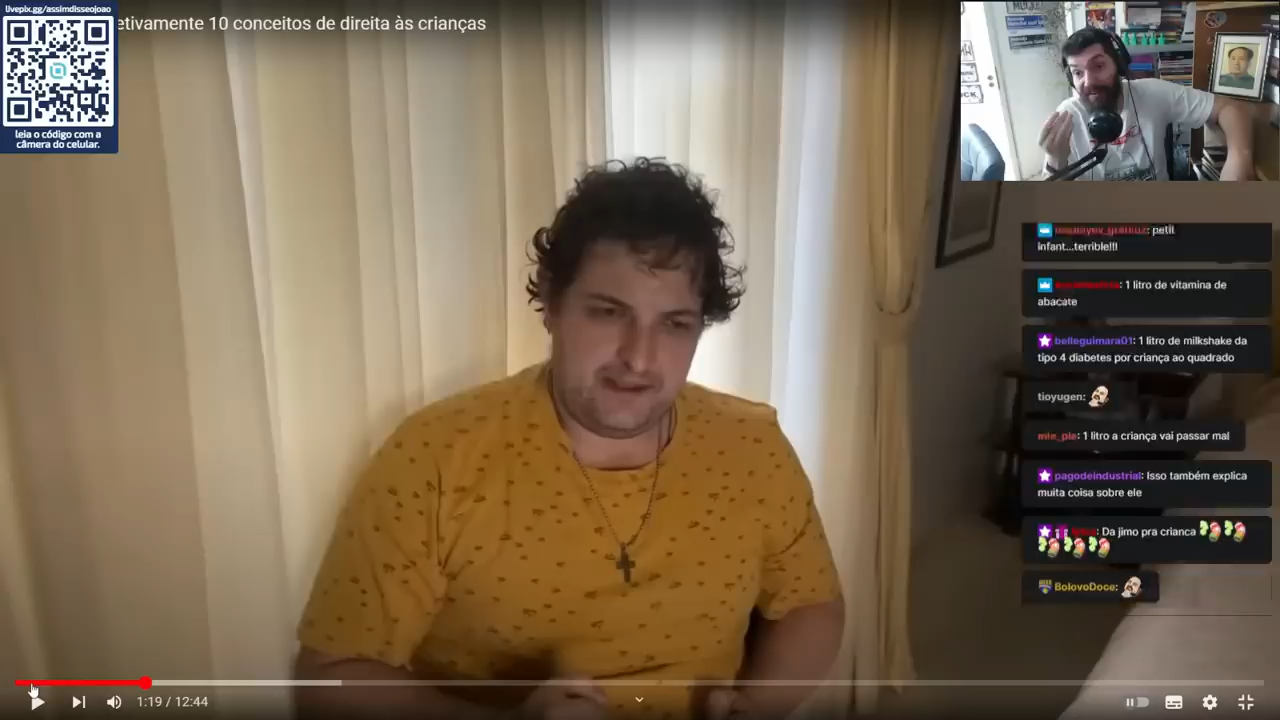 livepix.gg/assimdisseojoao
etivamente 10 conceitos de direita às crianças
leia o código com a
câmera do celular.
petit
infant...terrible!!!
: 1 litro de vitamina de
abacate
belleguimara01: 1 litro de milkshake da
tipo 4 diabetes por criança ao quadrado
tioyugen:
mie_pie: 1 litro a criança vai passar mal
pagodeindustrial: Isso também explica
muita coisa sobre ele
: Da jimo pra crianca
BolovoDoce:
1:19 / 12:44